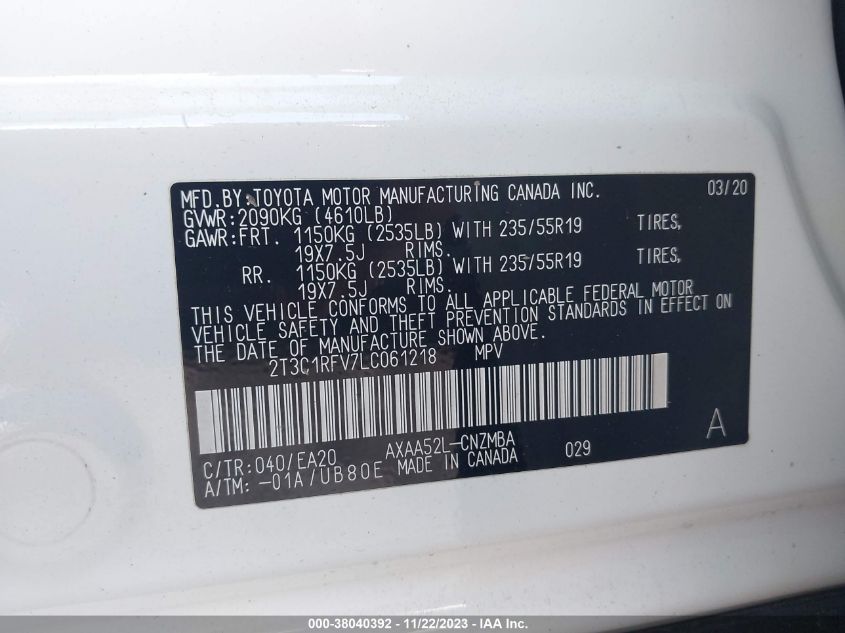 MFD.BY TOYOTA MOTOR MANUFACTURING CANADA INC. 03/20
GVWR:2090KG (4610LB)
GAWR:FRT. 1150KG (2535LB) WITH 235/55R19 TIRES,
19X7.5J RIMS.
RR. 1150KG (2535LB) WITH 235/55R19 TIRES,
19X7.5J RIMS.
THIS VEHICLE CONFORMS TO ALL APPLICABLE FEDERAL MOTOR
VEHICLE SAFETY AND THEFT PREVENTION STANDARDS IN EFFECT ON
THE DATE OF MANUFACTURE SHOWN ABOVE.
2T3C1RFV7LC061218 MPV
C/TR:040/EA20 AXAA52L-CNZMBA 029 A
A/TM:-01A/UB80E MADE IN CANADA
000-38040392 - 11/22/2023 - IAA Inc.